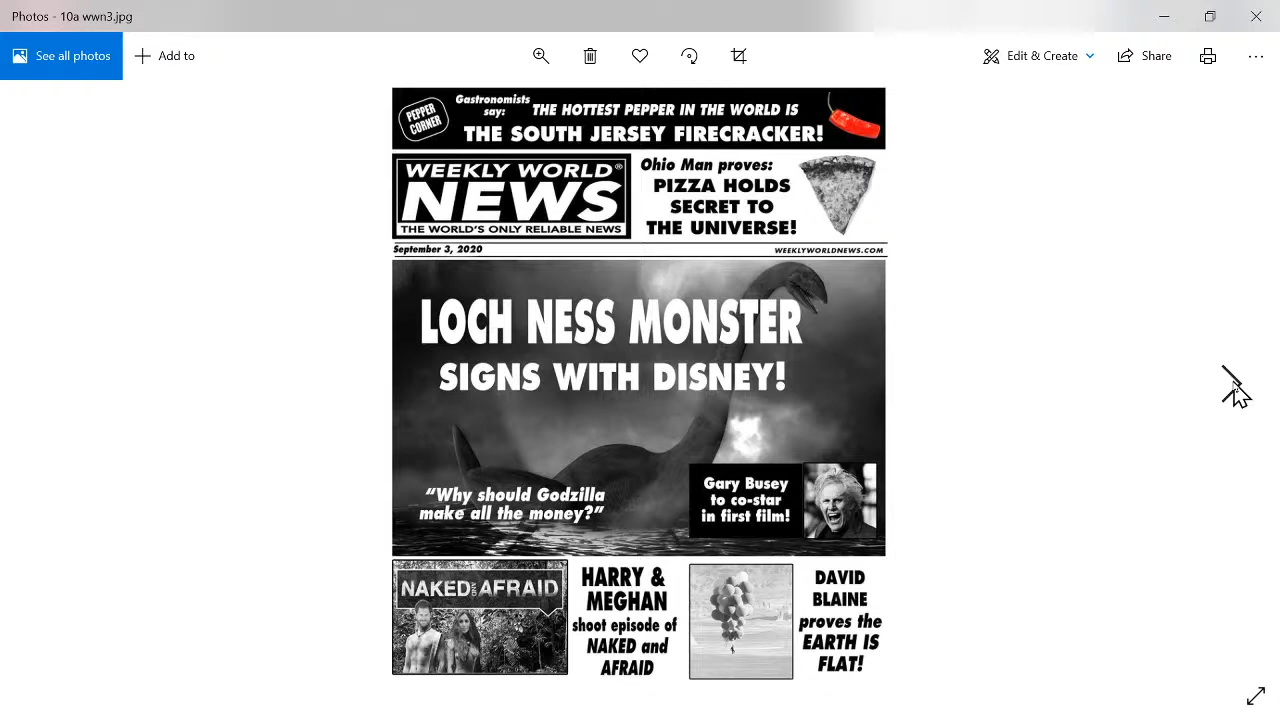 Photos - 10a wwn3.jpg
See all photos
Add to
Edit & Create
Share
PEPPER
CORNER
Gastronomists
say:
THE HOTTEST PEPPER IN THE WORLD IS
THE SOUTH JERSEY FIRECRACKER!
WEEKLY WORLD®
NEWS
THE WORLD'S ONLY RELIABLE NEWS
Ohio Man proves:
PIZZA HOLDS
SECRET TO
THE UNIVERSE!
September 3, 2020
WEEKLYWORLDNEWS.COM
LOCH NESS MONSTER
SIGNS WITH DISNEY!
“Why should Godzilla
make all the money?”
Gary Busey
to co-star
in first film!
NAKED AND AFRAID
HARRY &
MEGHAN
shoot episode of
NAKED and
AFRAID
DAVID
BLAINE
proves the
EARTH IS
FLAT!